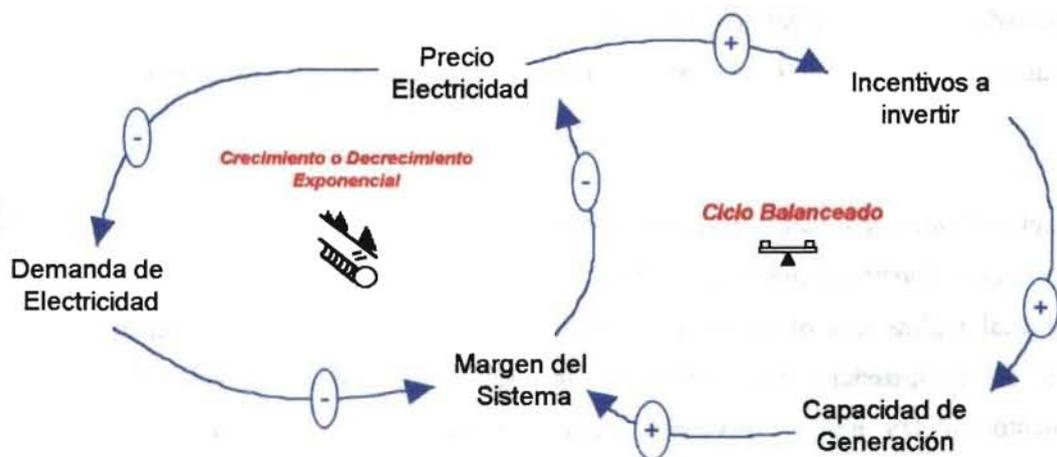 Precio
Electricidad
Incentivos a
invertir
Crecimiento o Decrecimiento
Exponencial
Ciclo Balanceado
Demanda de
Electricidad
Margen del
Sistema
Capacidad de
Generación
+
-
-
+
-
+